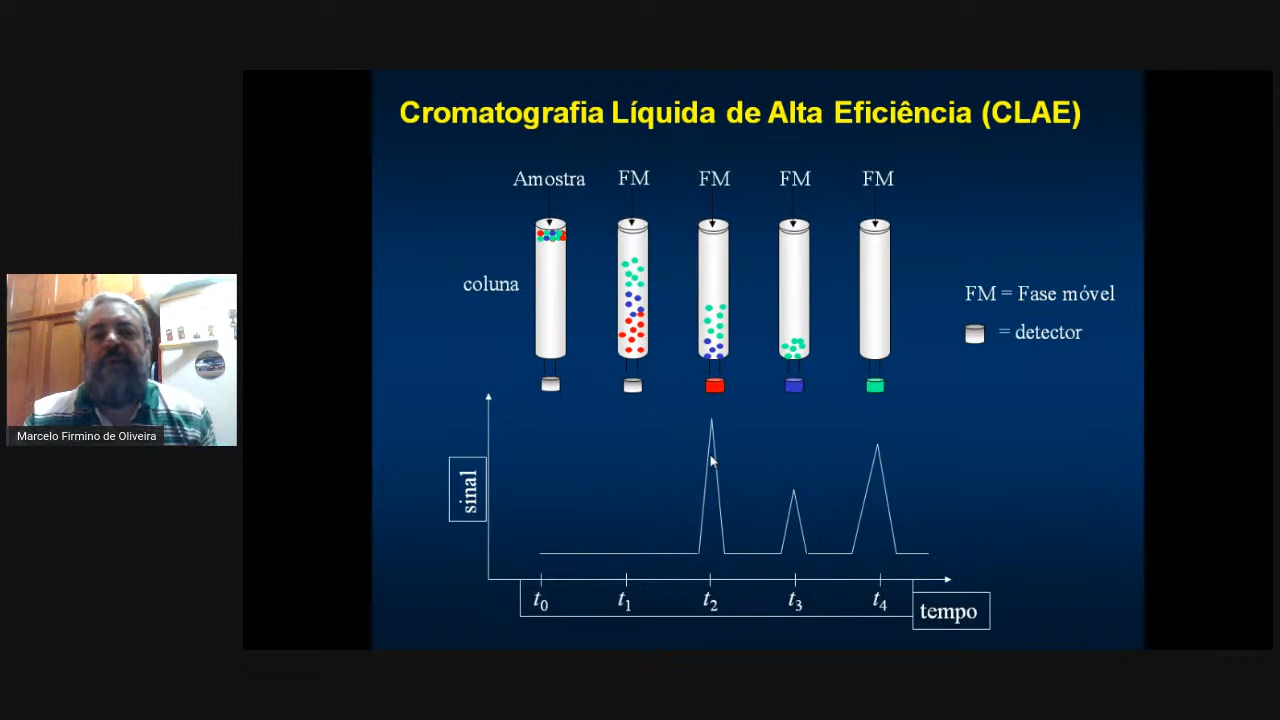 Cromatografia Líquida de Alta Eficiência (CLAE)
Amostra FM FM FM FM
coluna
FM = Fase móvel
= detector
Marcelo Firmino de Oliveira
sinal
t0 t1 t2 t3 t4
tempo